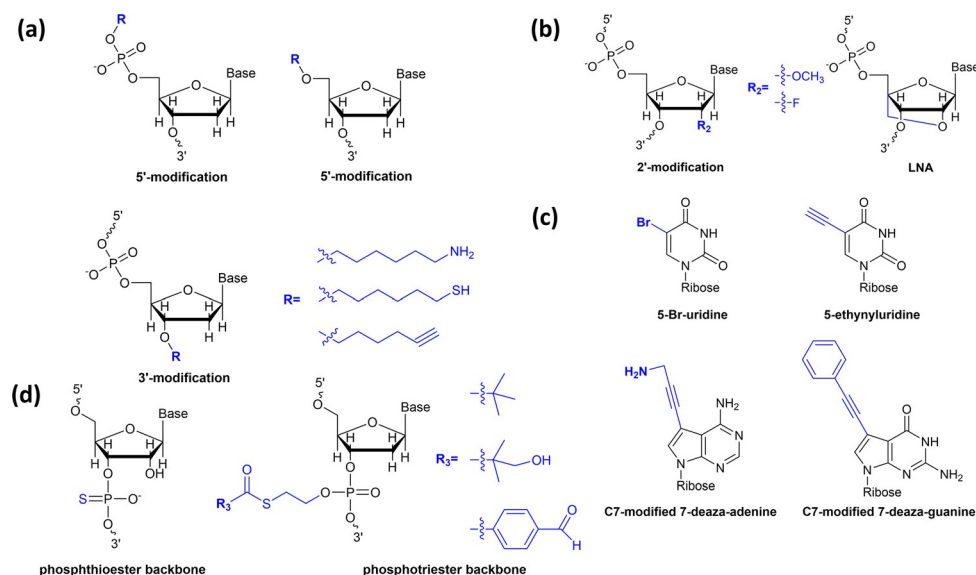 (a)
R
O
O
P
-O
O
O
Base
H
H
H
H
O
3'
5'-modification
R
O
O
Base
H
H
H
H
O
3'
5'-modification
5'
O
O
P
-O
O
O
Base
H
H
H
H
O
R
3'-modification
R=
NH2
SH
(b)
5'
O
O
P
-O
O
O
Base
H
H
H
H
O
R2
3'
2'-modification
R2=
OCH3
F
5'
O
O
P
-O
O
O
Base
H
H
H
O
O
3'
LNA
(c)
Br
O
NH
N
O
Ribose
5-Br-uridine
O
NH
N
O
Ribose
5-ethynyluridine
H2N
NH2
N
N
N
Ribose
C7-modified 7-deaza-adenine
O
NH
N
NH2
N
Ribose
C7-modified 7-deaza-guanine
(d)
5'
O
O
Base
H
H
H
H
O
OH
S=P-O-
O
3'
phosphthioester backbone
5'
O
O
Base
H
H
H
H
O
O
R3
S
O
P=O
O
3'
phosphotriester backbone
R3=
OH
O
H